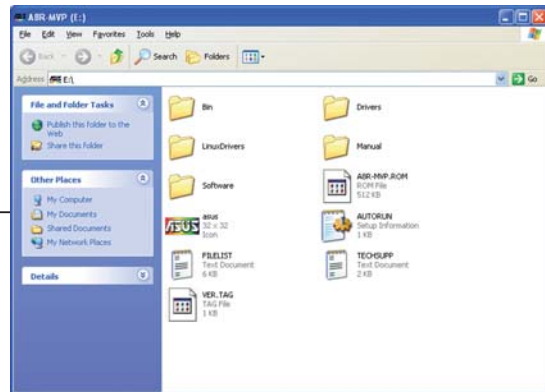 A8R-MVP (E:)
File Edit View Favorites Tools Help
Back Search Folders
Address E:\ Go
File and Folder Tasks
Publish this folder to the Web
Share this folder
Other Places
My Computer
My Documents
Shared Documents
My Network Places
Details
Bin
Drivers
LinuxDrivers
Manual
Software
A8R-MVP.ROM
ROM File
512 KB
ASUS
asus
32 x 32
Icon
AUTORUN
Setup Information
1 KB
FILELIST
Text Document
6 KB
TECHSUPP
Text Document
2 KB
VER.TAG
TAG File
1 KB